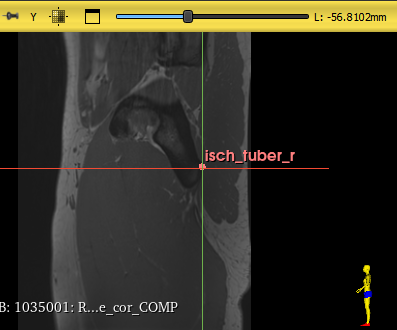 Y
L: -56.8102mm
isch_tuber_r
B: 1035001: R...e_cor_COMP